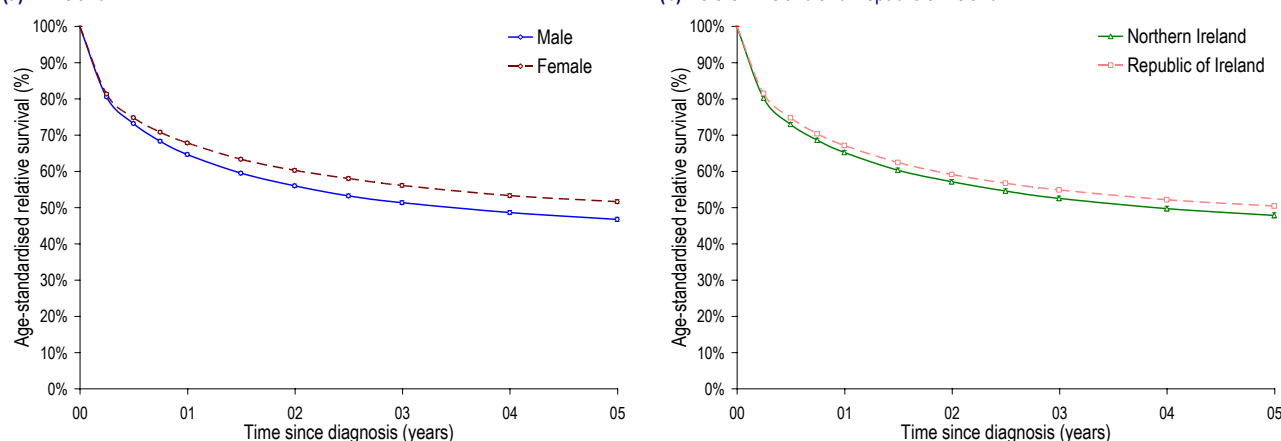 Male
Female
Age-standardised relative survival (%)
100%
90%
80%
70%
60%
50%
40%
30%
20%
10%
0%
00 01 02 03 04 05
Time since diagnosis (years)
Northern Ireland
Republic of Ireland
Age-standardised relative survival (%)
100%
90%
80%
70%
60%
50%
40%
30%
20%
10%
0%
00 01 02 03 04 05
Time since diagnosis (years)